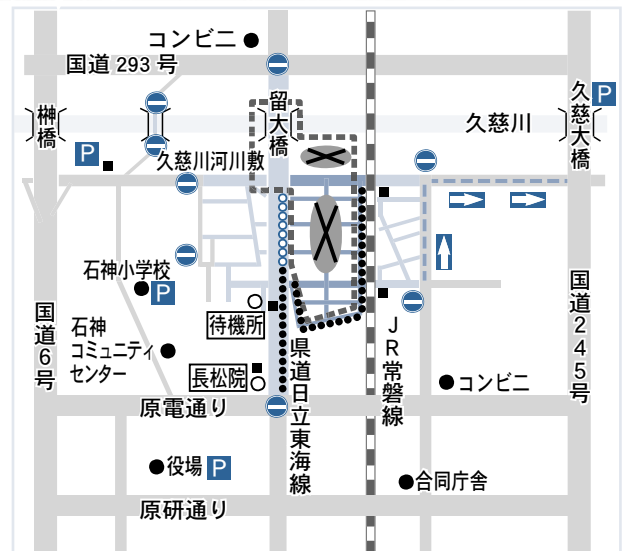 コンビニ
国道293号
榊橋
留大橋
久慈川
久慈大橋
P
P
久慈川河川敷
石神小学校
P
待機所
石神
コミュニティ
センター
長松院
国道6号
県道日立東海線
JR常磐線
国道245号
コンビニ
原電通り
役場 P
合同庁舎
原研通り